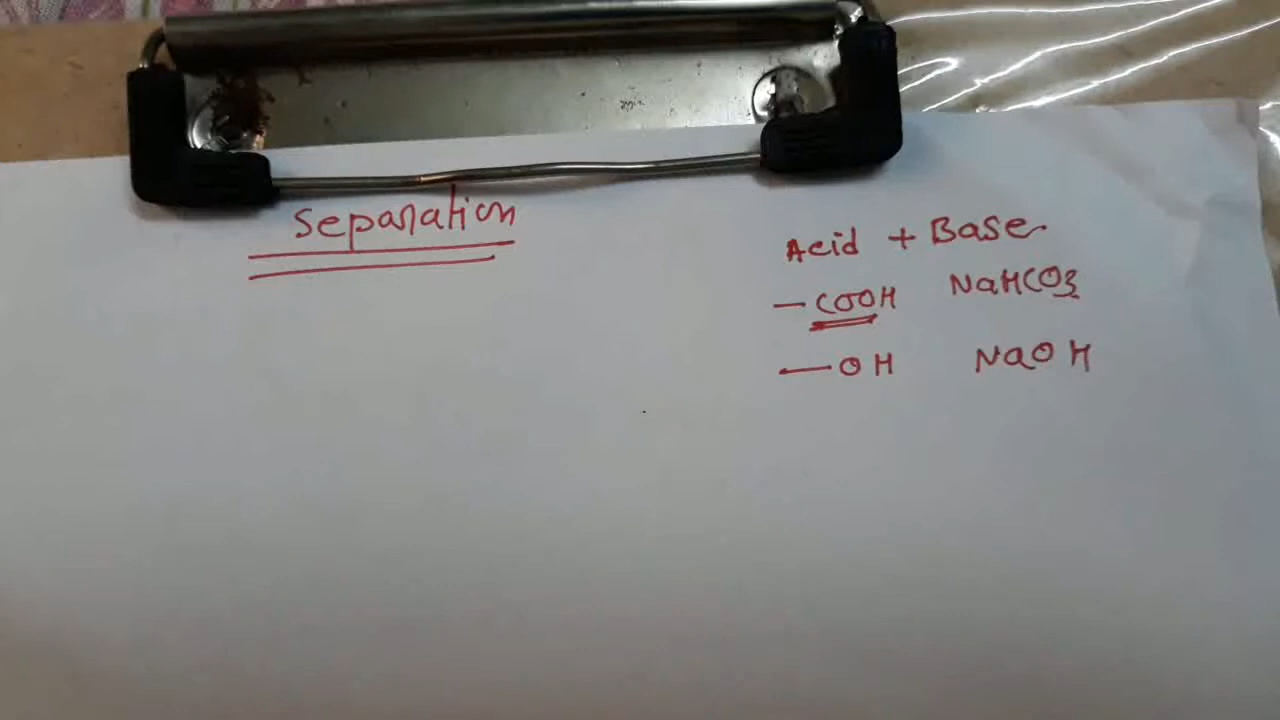 Separation
Acid + Base
- COOH NaHCO3
- OH NaOH